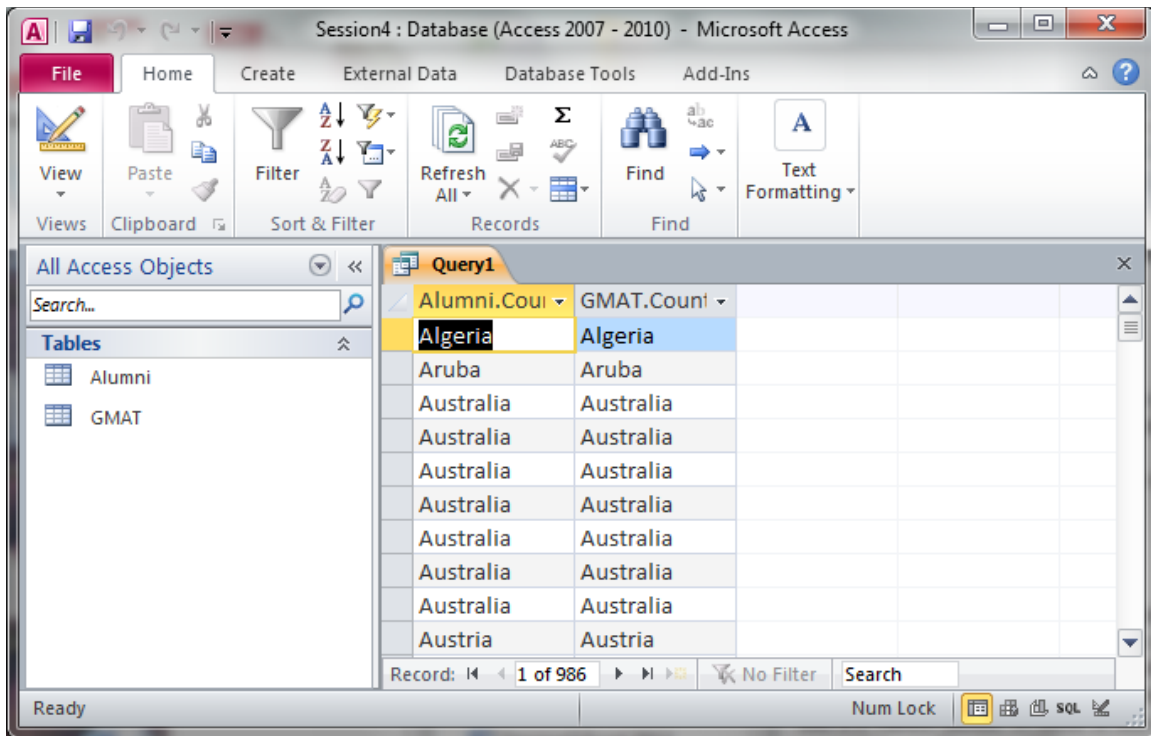 Session4 : Database (Access 2007 - 2010) - Microsoft Access
File Home Create External Data Database Tools Add-Ins
View Paste Filter Refresh All Find Text Formatting
Views Clipboard Sort & Filter Records Find
All Access Objects
Search...
Tables
Alumni
GMAT
Query1
Alumni.Cou GMAT.Count
Algeria Algeria
Aruba Aruba
Australia Australia
Australia Australia
Australia Australia
Australia Australia
Australia Australia
Australia Australia
Australia Australia
Austria Austria
Record: 1 of 986 No Filter Search
Ready Num Lock SQL